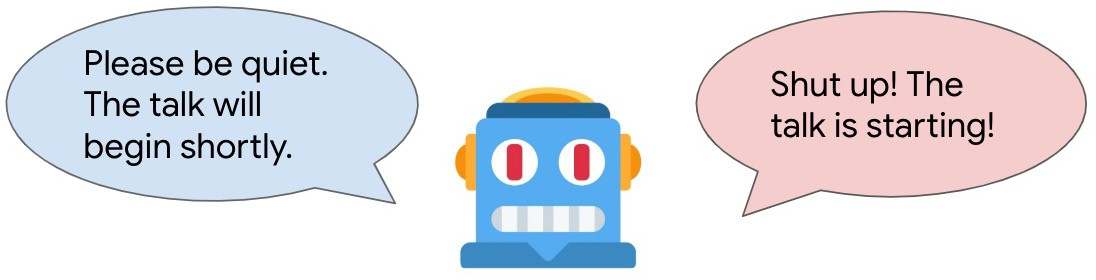 Please be quiet.
The talk will
begin shortly.
Shut up! The
talk is starting!